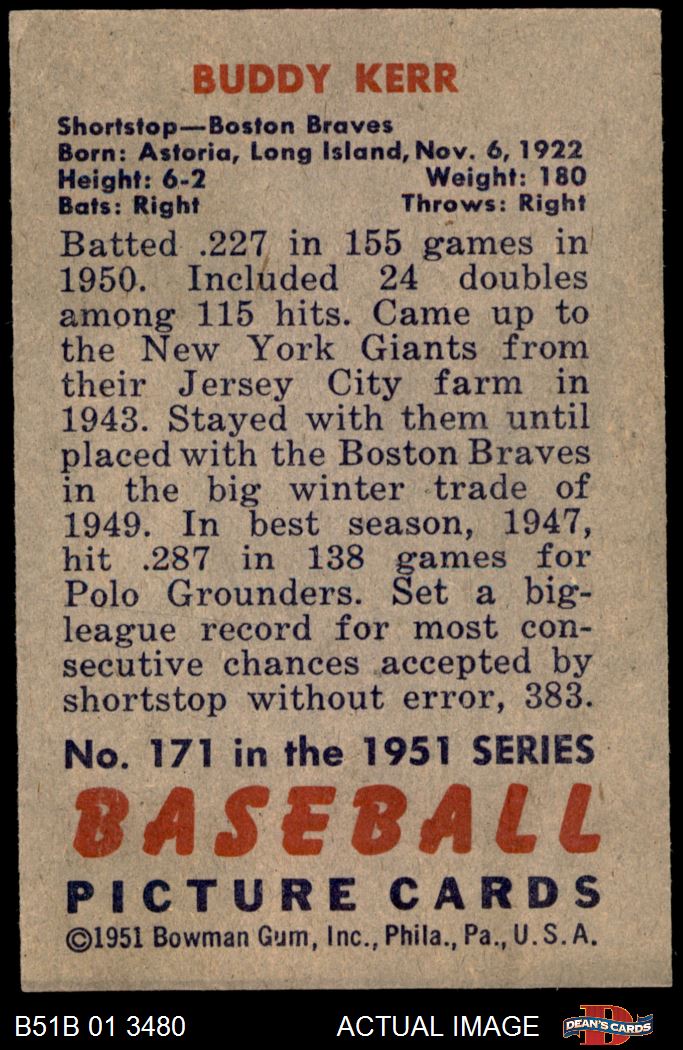 BUDDY KERR
Shortstop—Boston Braves
Born: Astoria, Long Island, Nov. 6, 1922
Height: 6-2 Weight: 180
Bats: Right Throws: Right
Batted .227 in 155 games in
1950. Included 24 doubles
among 115 hits. Came up to
the New York Giants from
their Jersey City farm in
1943. Stayed with them until
placed with the Boston Braves
in the big winter trade of
1949. In best season, 1947,
hit .287 in 138 games for
Polo Grounders. Set a big-
league record for most con-
secutive chances accepted by
shortstop without error, 383.
No. 171 in the 1951 SERIES
BASEBALL
PICTURE CARDS
©1951 Bowman Gum, Inc., Phila., Pa., U.S.A.
B51B 01 3480 ACTUAL IMAGE D DEAN'S CARDS